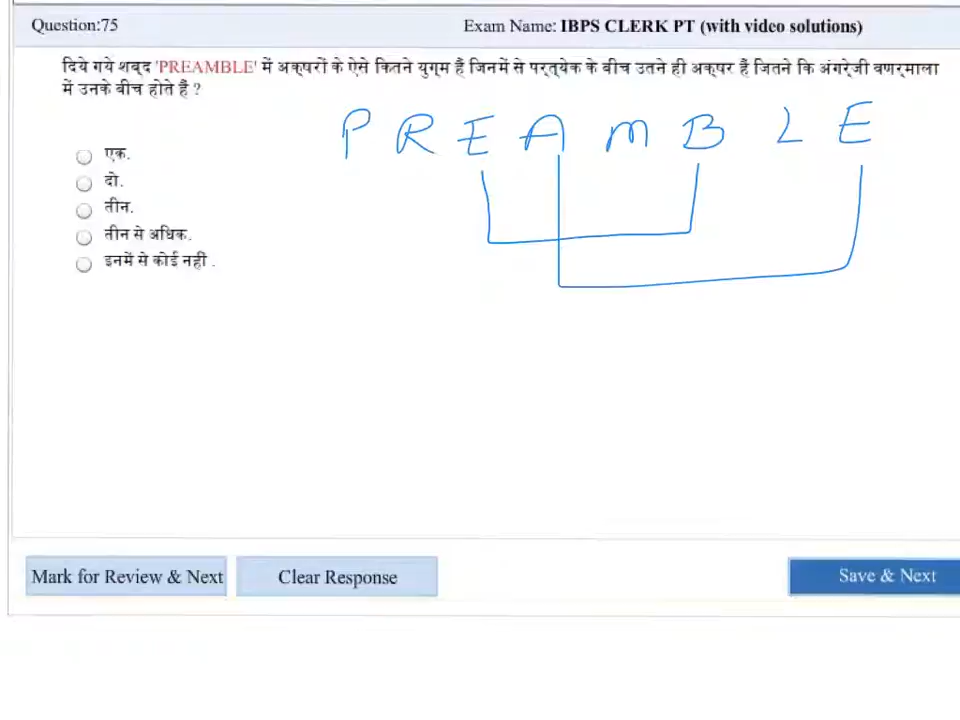 Question:75
Exam Name: IBPS CLERK PT (with video solutions)
दिये गये शब्द 'PREAMBLE' में अक्षरों के ऐसे कितने युग्म हैं जिनमें से प्रत्येक के बीच उतने ही अक्षर हैं जितने कि अंग्रेजी वर्णमाला
में उनके बीच होते हैं ?
P R E A M B L E
एक.
दो.
तीन.
तीन से अधिक.
इनमें से कोई नहीं .
Mark for Review & Next
Clear Response
Save & Next